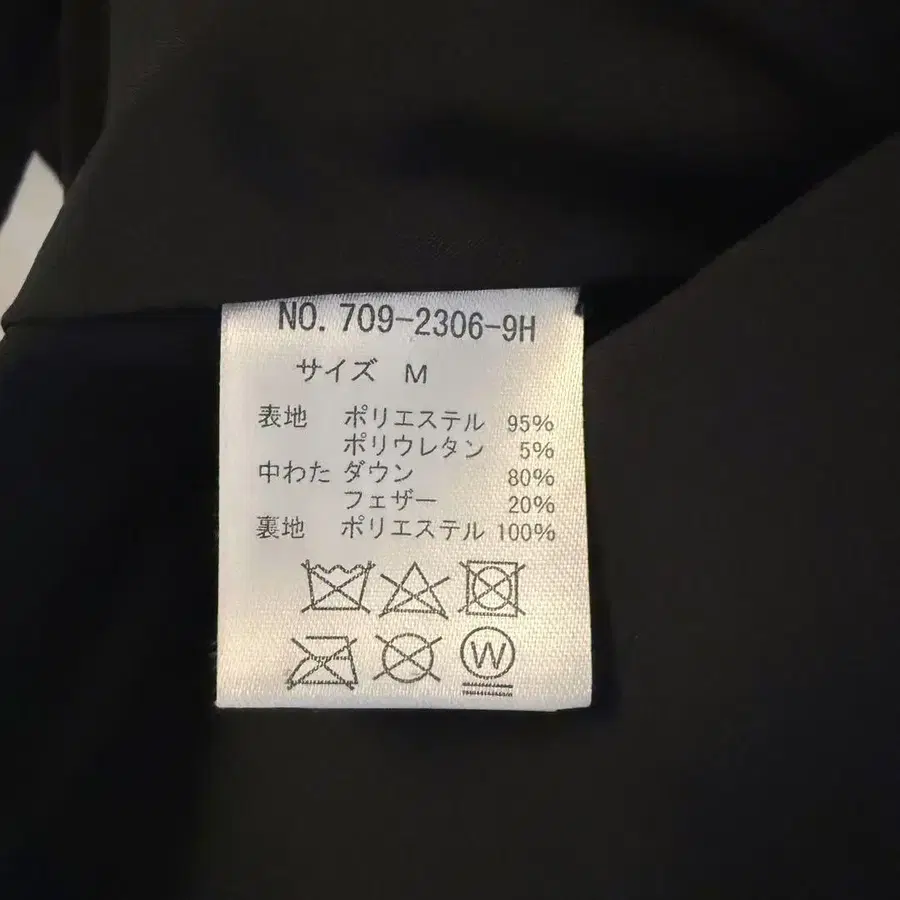 NO. 709-2306-9H
サイズ M
表地 ポリエステル 95%
ポリウレタン 5%
中わた ダウン 80%
フェザー 20%
裏地 ポリエステル 100%
W